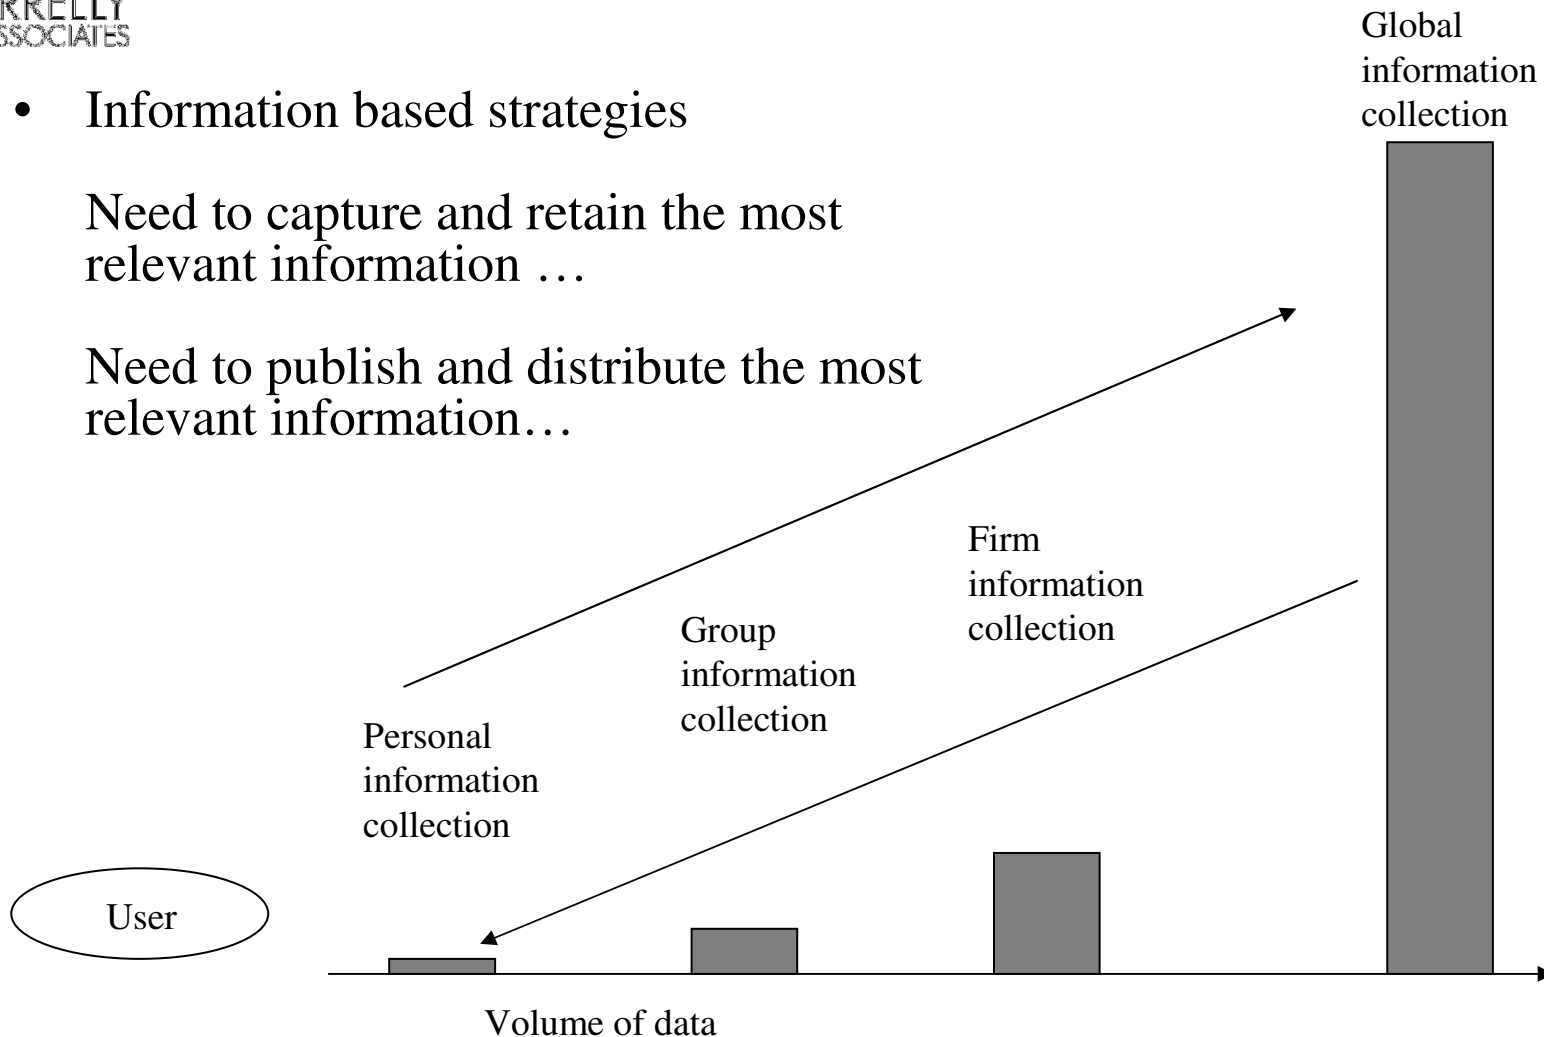 • Information based strategies
Need to capture and retain the most
relevant information …
Need to publish and distribute the most
relevant information…
Global
information
collection
Firm
information
collection
Group
information
collection
Personal
information
collection
User
Volume of data